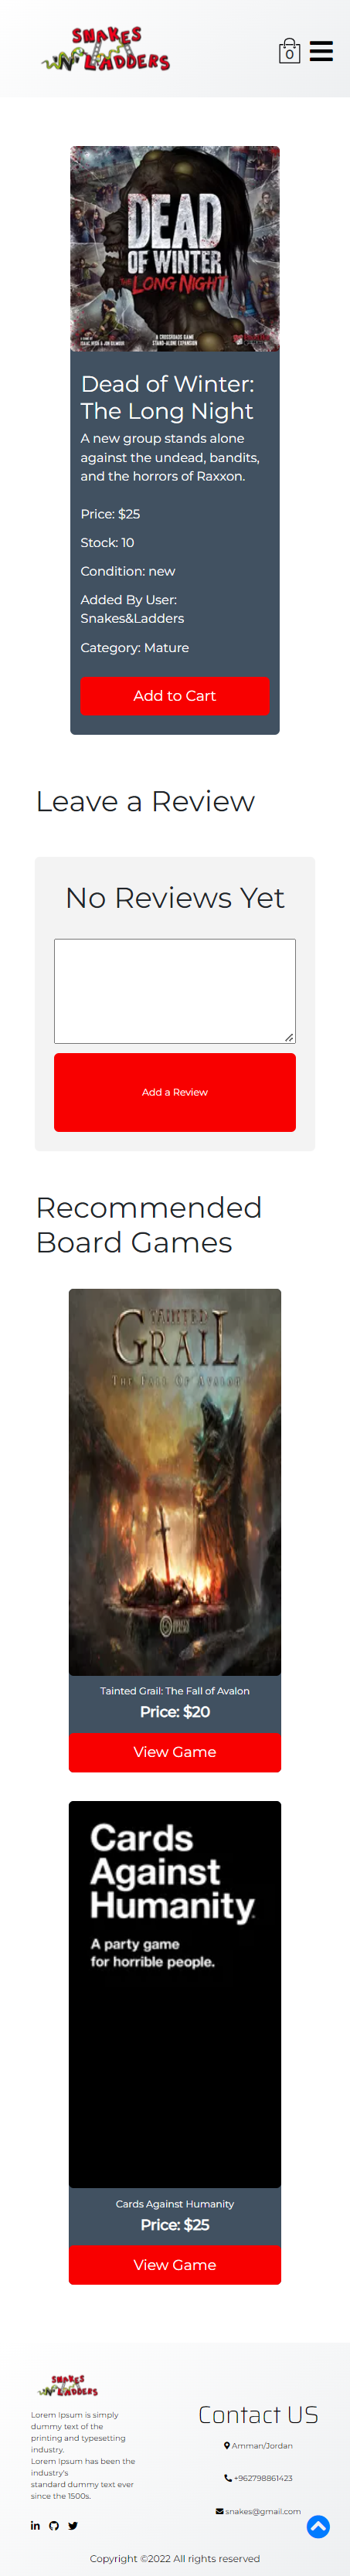 SNAKES
'N' LADDERS
0
DEAD
OF WINTER
THE LONG NIGHT
A CROSSROADS GAME
STAND-ALONE EXPANSION
Dead of Winter:
The Long Night
A new group stands alone
against the undead, bandits,
and the horrors of Raxxon.
Price: $25
Stock: 10
Condition: new
Added By User:
Snakes&Ladders
Category: Mature
Add to Cart
Leave a Review
No Reviews Yet
Add a Review
Recommended
Board Games
TAINTED
GRAIL
THE FALL OF AVALON
Tainted Grail: The Fall of Avalon
Price: $20
View Game
Cards
Against
Humanity
A party game
for horrible people.
Cards Against Humanity
Price: $25
View Game
SNAKES
'N' LADDERS
Lorem Ipsum is simply
dummy text of the
printing and typesetting
industry.
Lorem Ipsum has been the
industry's
standard dummy text ever
since the 1500s.
Contact US
Amman/Jordan
+962798861423
snakes@gmail.com
Copyright ©2022 All rights reserved